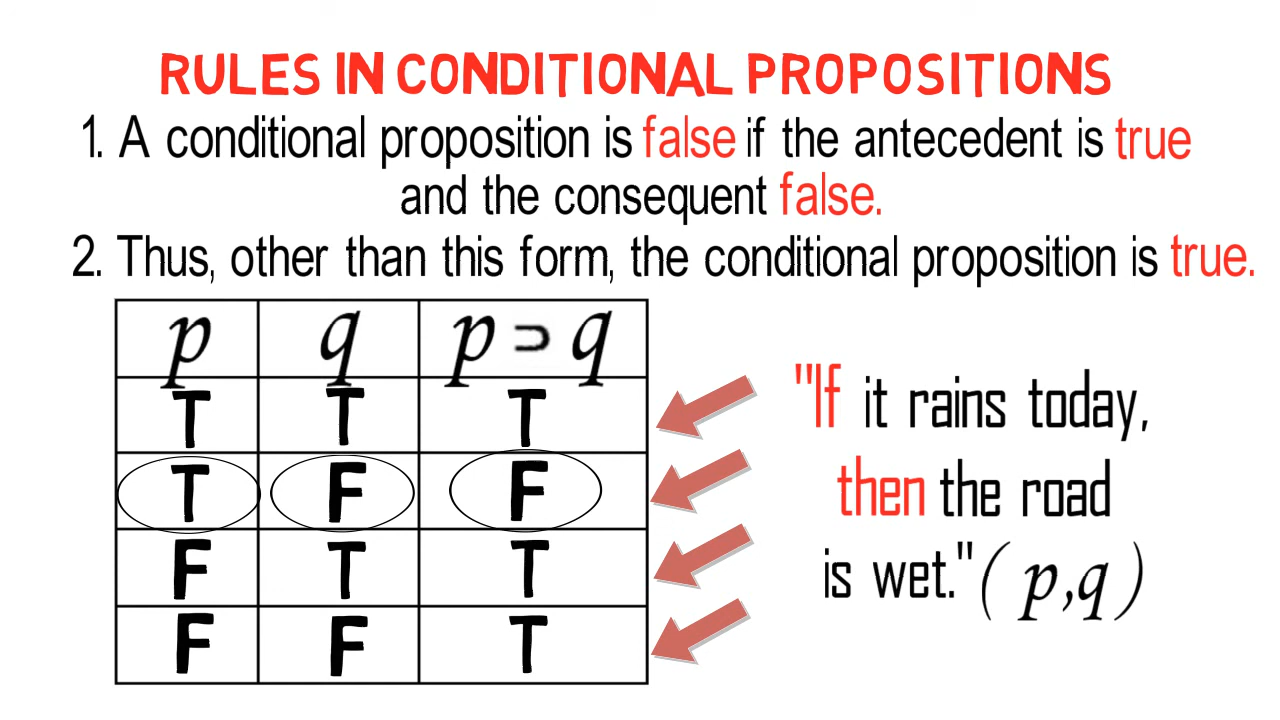 RULES IN CONDITIONAL PROPOSITIONS
1. A conditional proposition is false if the antecedent is true
and the consequent false.
2. Thus, other than this form, the conditional proposition is true.
p q p ⊃ q
T T T
T F F
F T T
F F T
"If it rains today,
then the road
is wet." ( p,q )